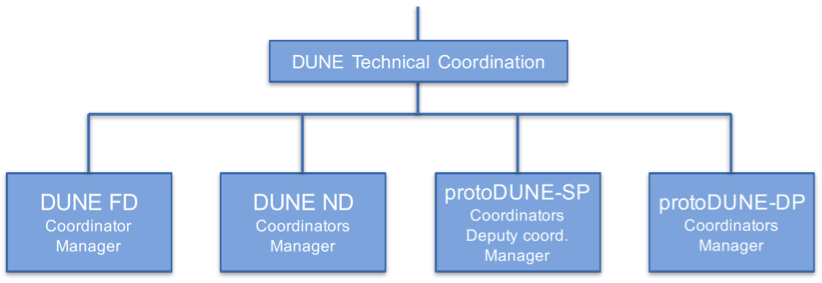 DUNE Technical Coordination
DUNE FD
Coordinator
Manager
DUNE ND
Coordinators
Manager
protoDUNE-SP
Coordinators
Deputy coord.
Manager
protoDUNE-DP
Coordinators
Manager